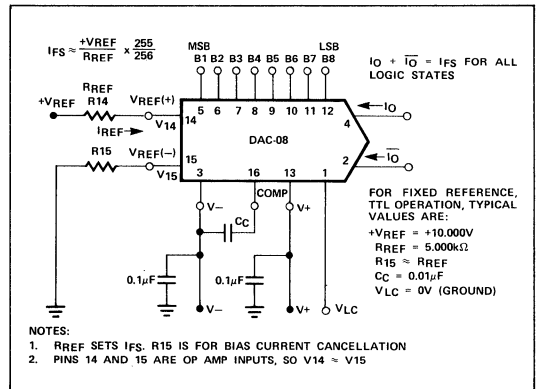 IFS ≈ +VREF / RREF x 255 / 256
MSB
LSB
B1 B2 B3 B4 B5 B6 B7 B8
IO + IO̅ = IFS FOR ALL
LOGIC STATES
RREF
R14
+VREF
VREF(+)
IREF
V14
14
5 6 7 8 9 10 11 12
IO
4
DAC-08
R15
VREF(−)
V15
15
IO̅
2
3 16 13 1
COMP
V−
CC
V+
FOR FIXED REFERENCE,
TTL OPERATION, TYPICAL
VALUES ARE:
+VREF = +10.000V
RREF = 5.000kΩ
R15 ≈ RREF
CC = 0.01µF
VLC = 0V (GROUND)
0.1µF
0.1µF
V−
V+
VLC
NOTES:
1. RREF SETS IFS. R15 IS FOR BIAS CURRENT CANCELLATION
2. PINS 14 AND 15 ARE OP AMP INPUTS, SO V14 ≈ V15